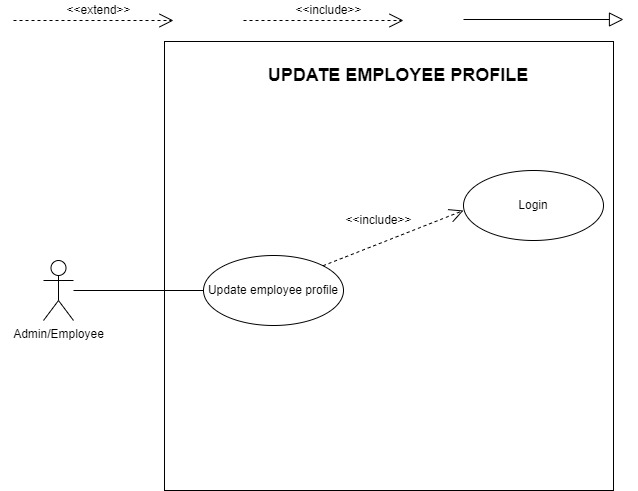 <<extend>>
<<include>>
UPDATE EMPLOYEE PROFILE
Login
<<include>>
Update employee profile
Admin/Employee